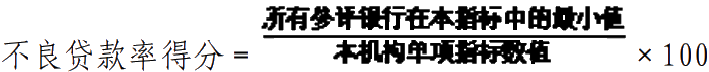 不良贷款率得分 = 所有参评银行在本指标中的最小值 / 本机构单项指标数值 × 100